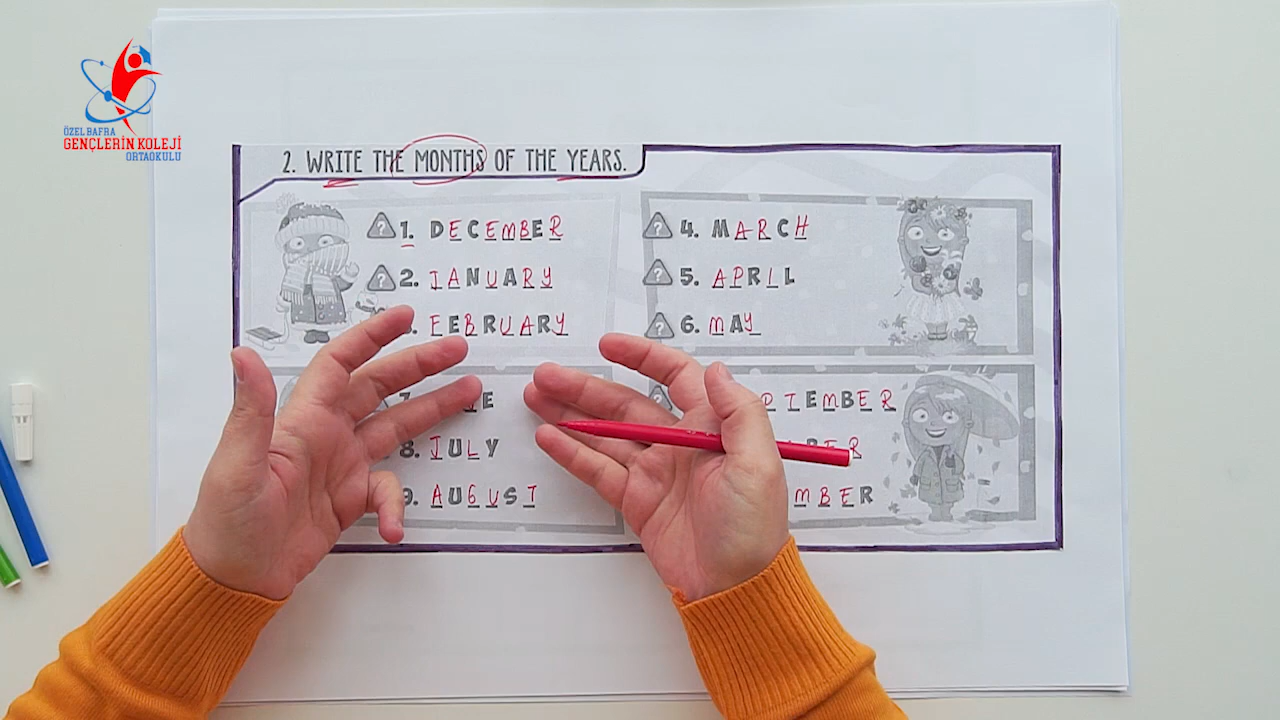 ÖZEL BAFRA
GENÇLERİN KOLEJİ
ORTAOKULU
2. WRITE THE MONTHS OF THE YEARS.
1. DECEMBER
2. JANUARY
FEBRUARY
4. MARCH
5. APRIL
6. MAY
8. JULY
9. AUGUST